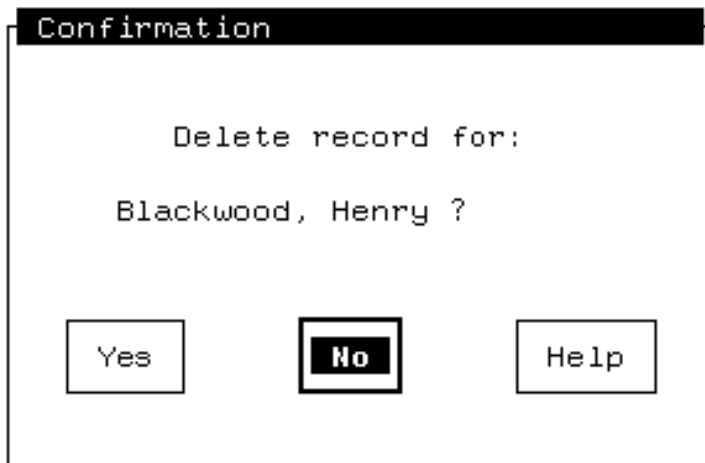 Confirmation
Delete record for:
Blackwood, Henry ?
Yes No Help